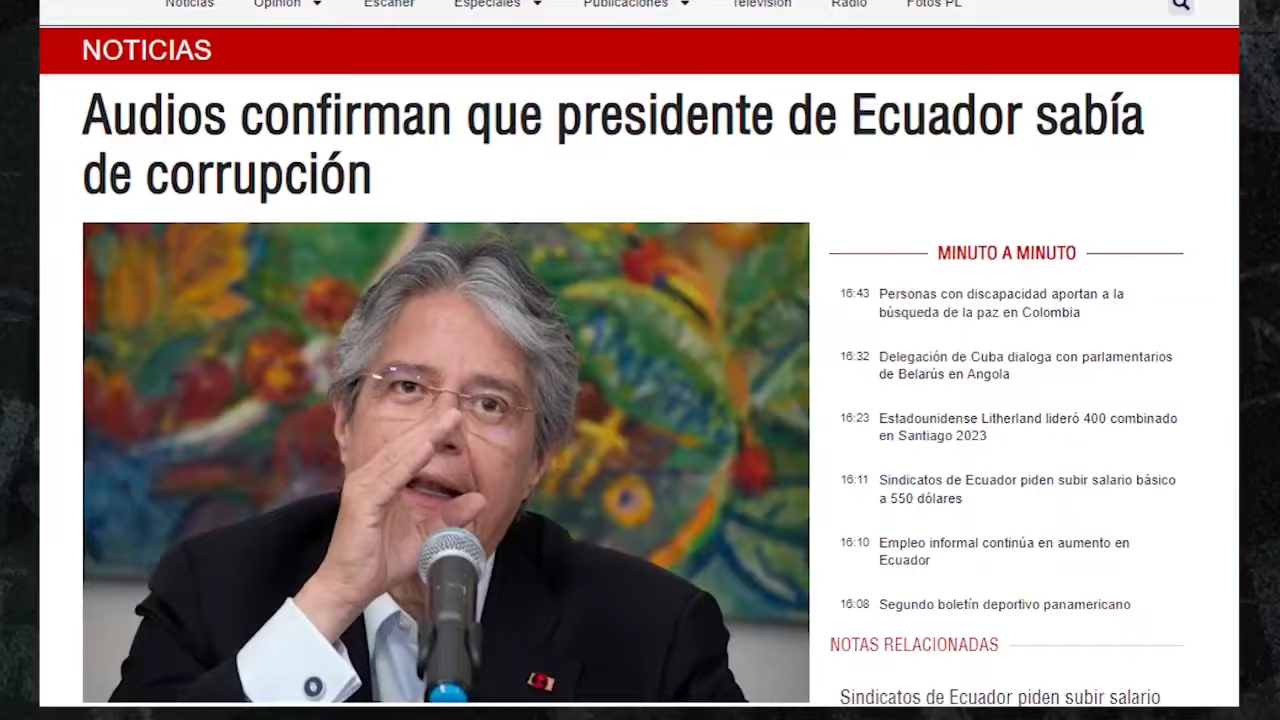 Noticias Opinión Escáner Especiales Publicaciones Televisión Radio Fotos PL
NOTICIAS
Audios confirman que presidente de Ecuador sabía
de corrupción
MINUTO A MINUTO
16:43 Personas con discapacidad aportan a la
búsqueda de la paz en Colombia
16:32 Delegación de Cuba dialoga con parlamentarios
de Belarús en Angola
16:23 Estadounidense Litherland lideró 400 combinado
en Santiago 2023
16:11 Sindicatos de Ecuador piden subir salario básico
a 550 dólares
16:10 Empleo informal continúa en aumento en
Ecuador
16:08 Segundo boletín deportivo panamericano
NOTAS RELACIONADAS
Sindicatos de Ecuador piden subir salario